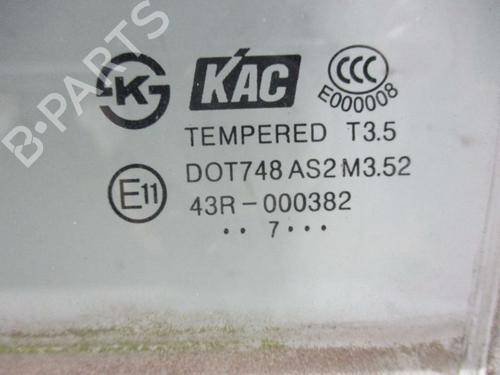 B-PARTS
K KAC CCC
E000008
TEMPERED T3.5
E11 DOT748 AS2 M3.52
43R-000382
•• 7 •••